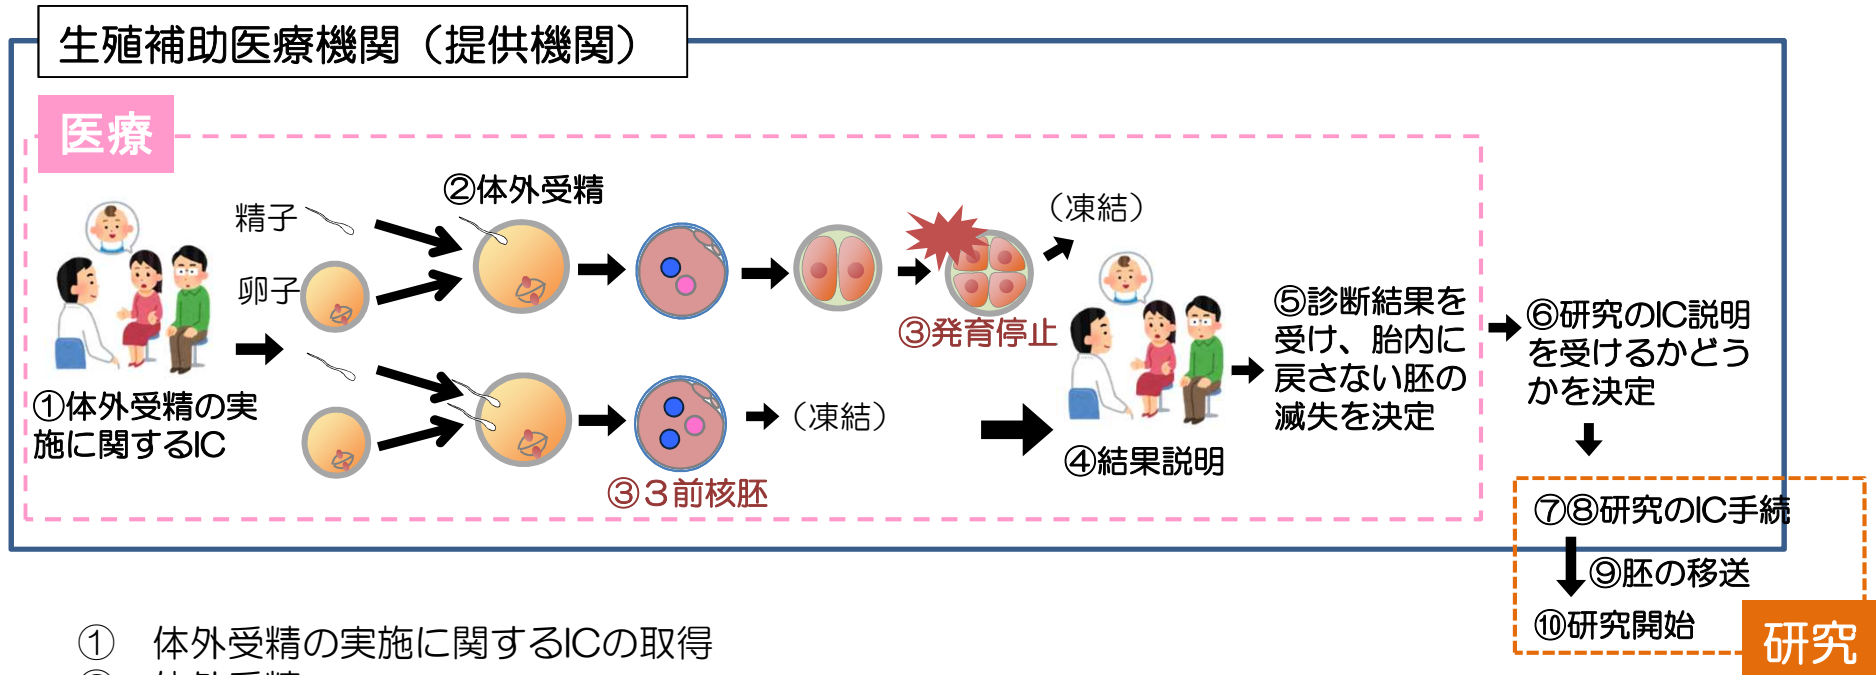 生殖補助医療機関（提供機関）
医療
精子
卵子
②体外受精
（凍結）
③発育停止
①体外受精の実
施に関するIC
（凍結）
③３前核胚
④結果説明
⑤診断結果を
受け、胎内に
戻さない胚の
滅失を決定
⑥研究のIC説明
を受けるかどう
かを決定
⑦⑧研究のIC手続
⑨胚の移送
⑩研究開始
研究
①　体外受精の実施に関するICの取得